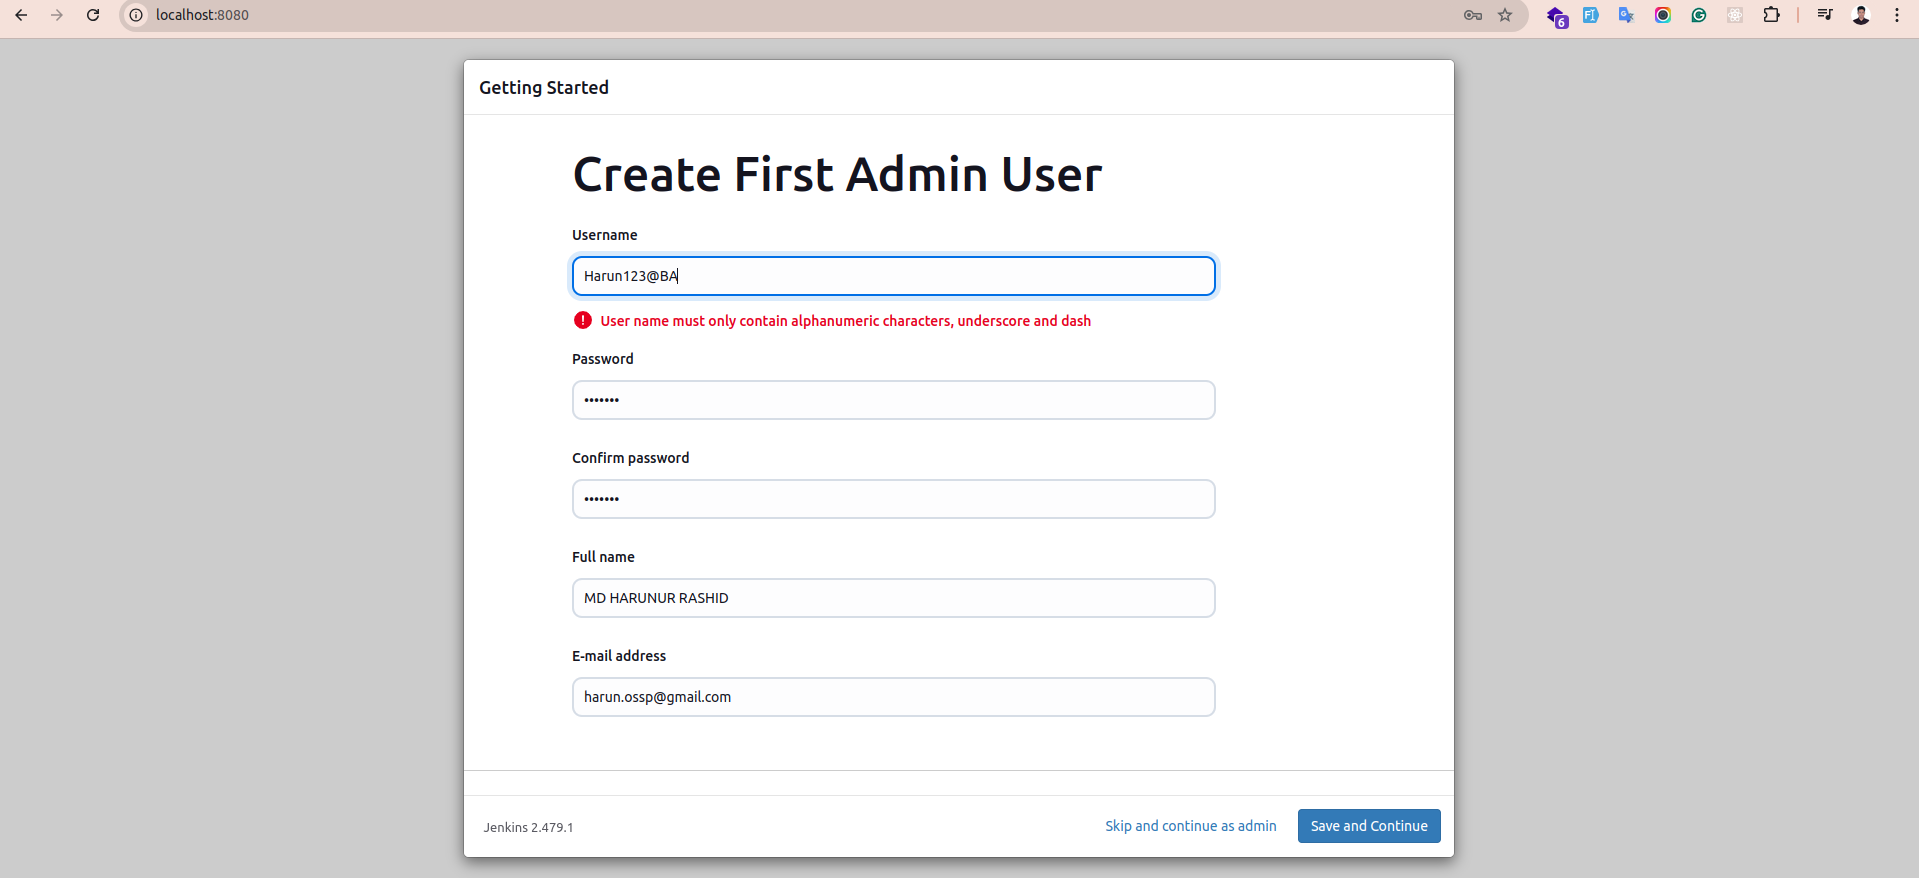 localhost:8080
6
Getting Started
Create First Admin User
Username
Harun123@BA
User name must only contain alphanumeric characters, underscore and dash
Password
•••••••
Confirm password
•••••••
Full name
MD HARUNUR RASHID
E-mail address
harun.ossp@gmail.com
Jenkins 2.479.1
Skip and continue as admin
Save and Continue